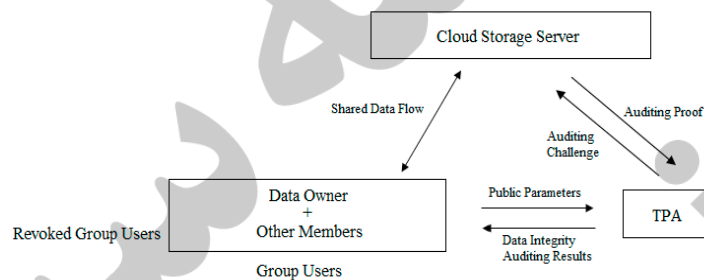 Cloud Storage Server
Shared Data Flow
Auditing Proof
Auditing
Challenge
Data Owner
+
Other Members
Public Parameters
TPA
Revoked Group Users
Data Integrity
Auditing Results
Group Users